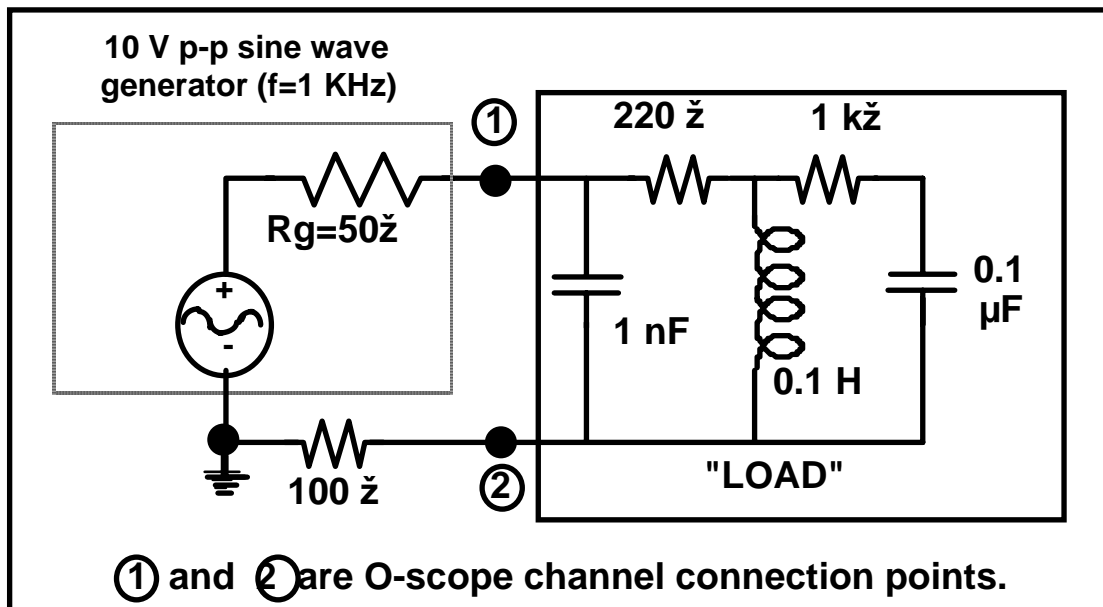 10 V p-p sine wave
generator (f=1 KHz)
1
220 ž
1 kž
Rg=50ž
+
-
1 nF
0.1 H
0.1
µF
100 ž
2
"LOAD"
1 and 2 are O-scope channel connection points.